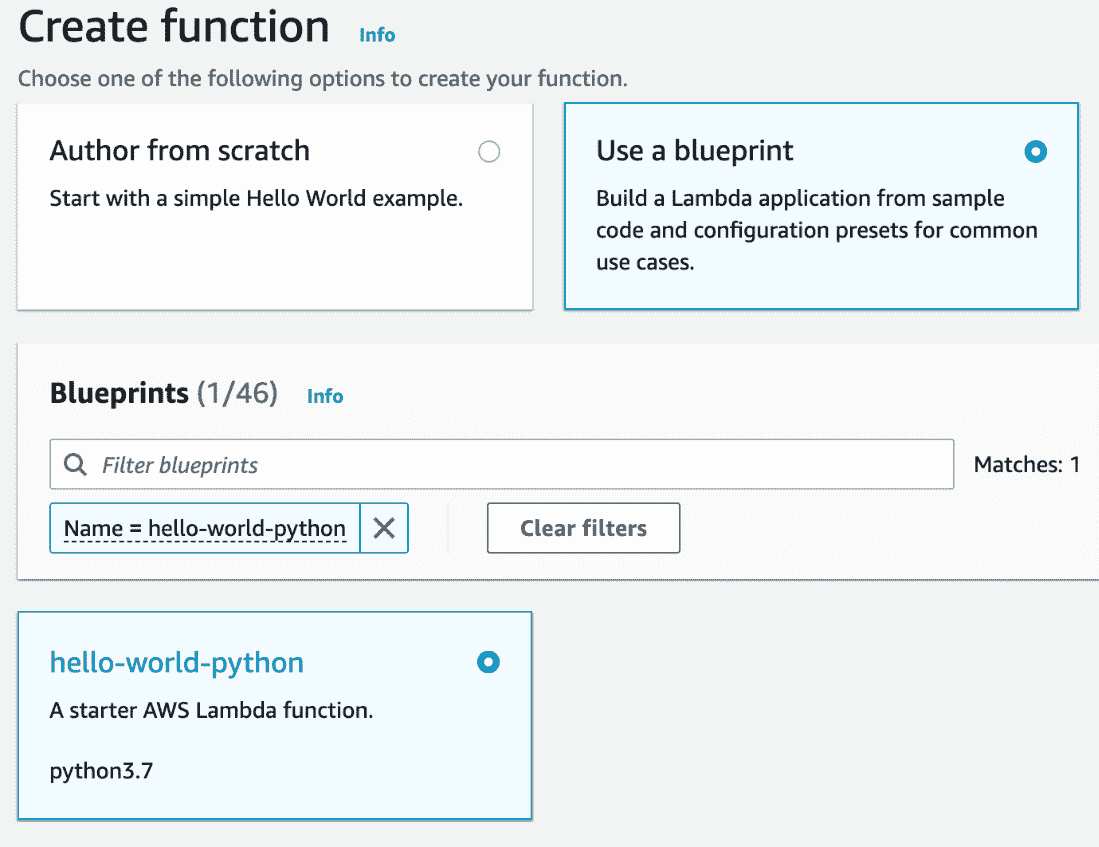 Create function Info
Choose one of the following options to create your function.
Author from scratch
Start with a simple Hello World example.
Use a blueprint
Build a Lambda application from sample
code and configuration presets for common
use cases.
Blueprints (1/46) Info
Filter blueprints
Matches: 1
Name = hello-world-python
Clear filters
hello-world-python
A starter AWS Lambda function.
python3.7